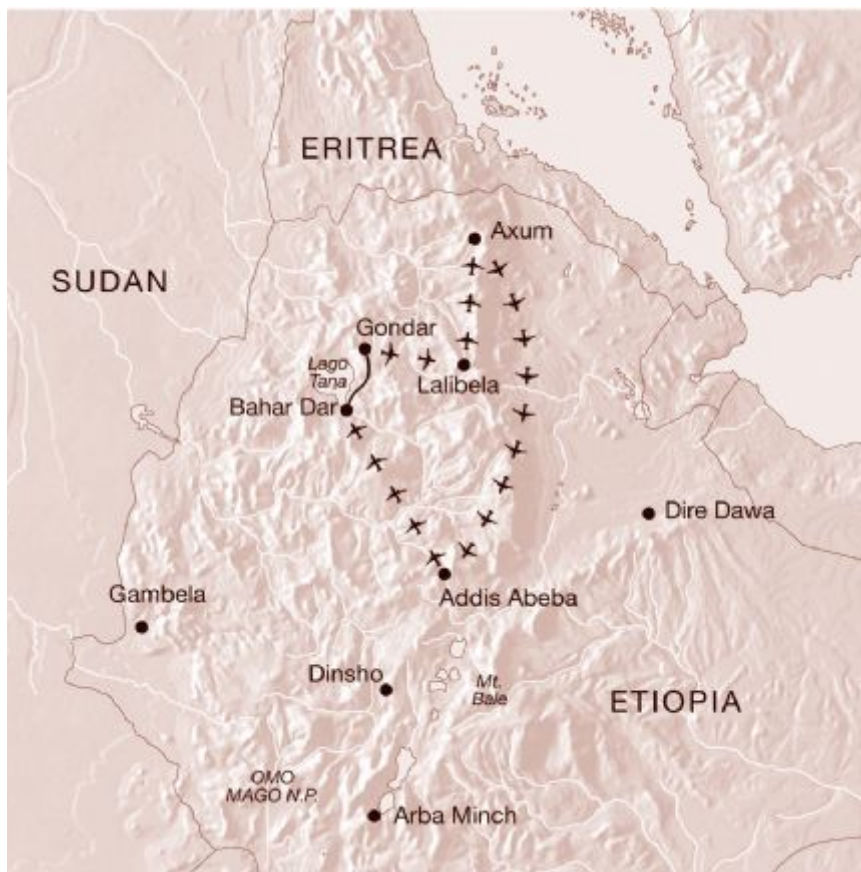 ERITREA
Axum
SUDAN
Gondar
Lago
Tana
Lalibela
Bahar Dar
Dire Dawa
Addis Abeba
Gambela
Dinsho
Mt.
Bale
ETIOPIA
OMO
MAGO N.P.
Arba Minch